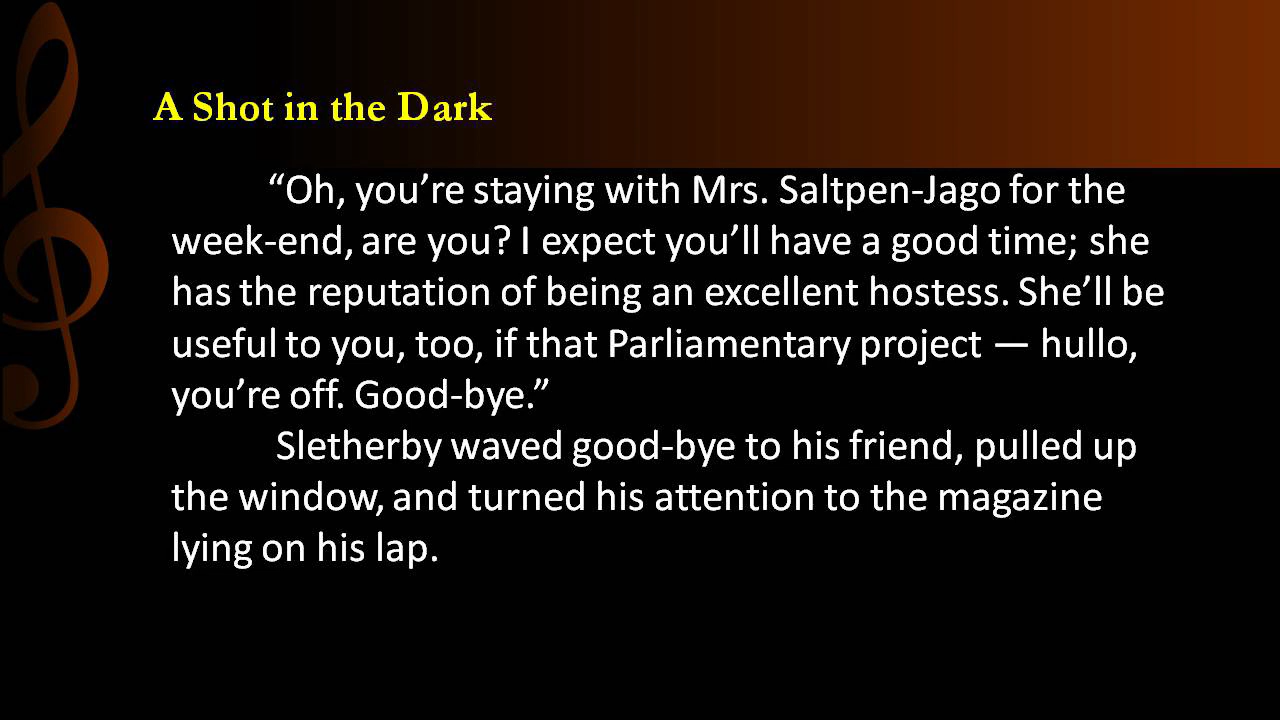 A Shot in the Dark
“Oh, you’re staying with Mrs. Saltpen-Jago for the
week-end, are you? I expect you’ll have a good time; she
has the reputation of being an excellent hostess. She’ll be
useful to you, too, if that Parliamentary project — hullo,
you’re off. Good-bye.”
Sletherby waved good-bye to his friend, pulled up
the window, and turned his attention to the magazine
lying on his lap.